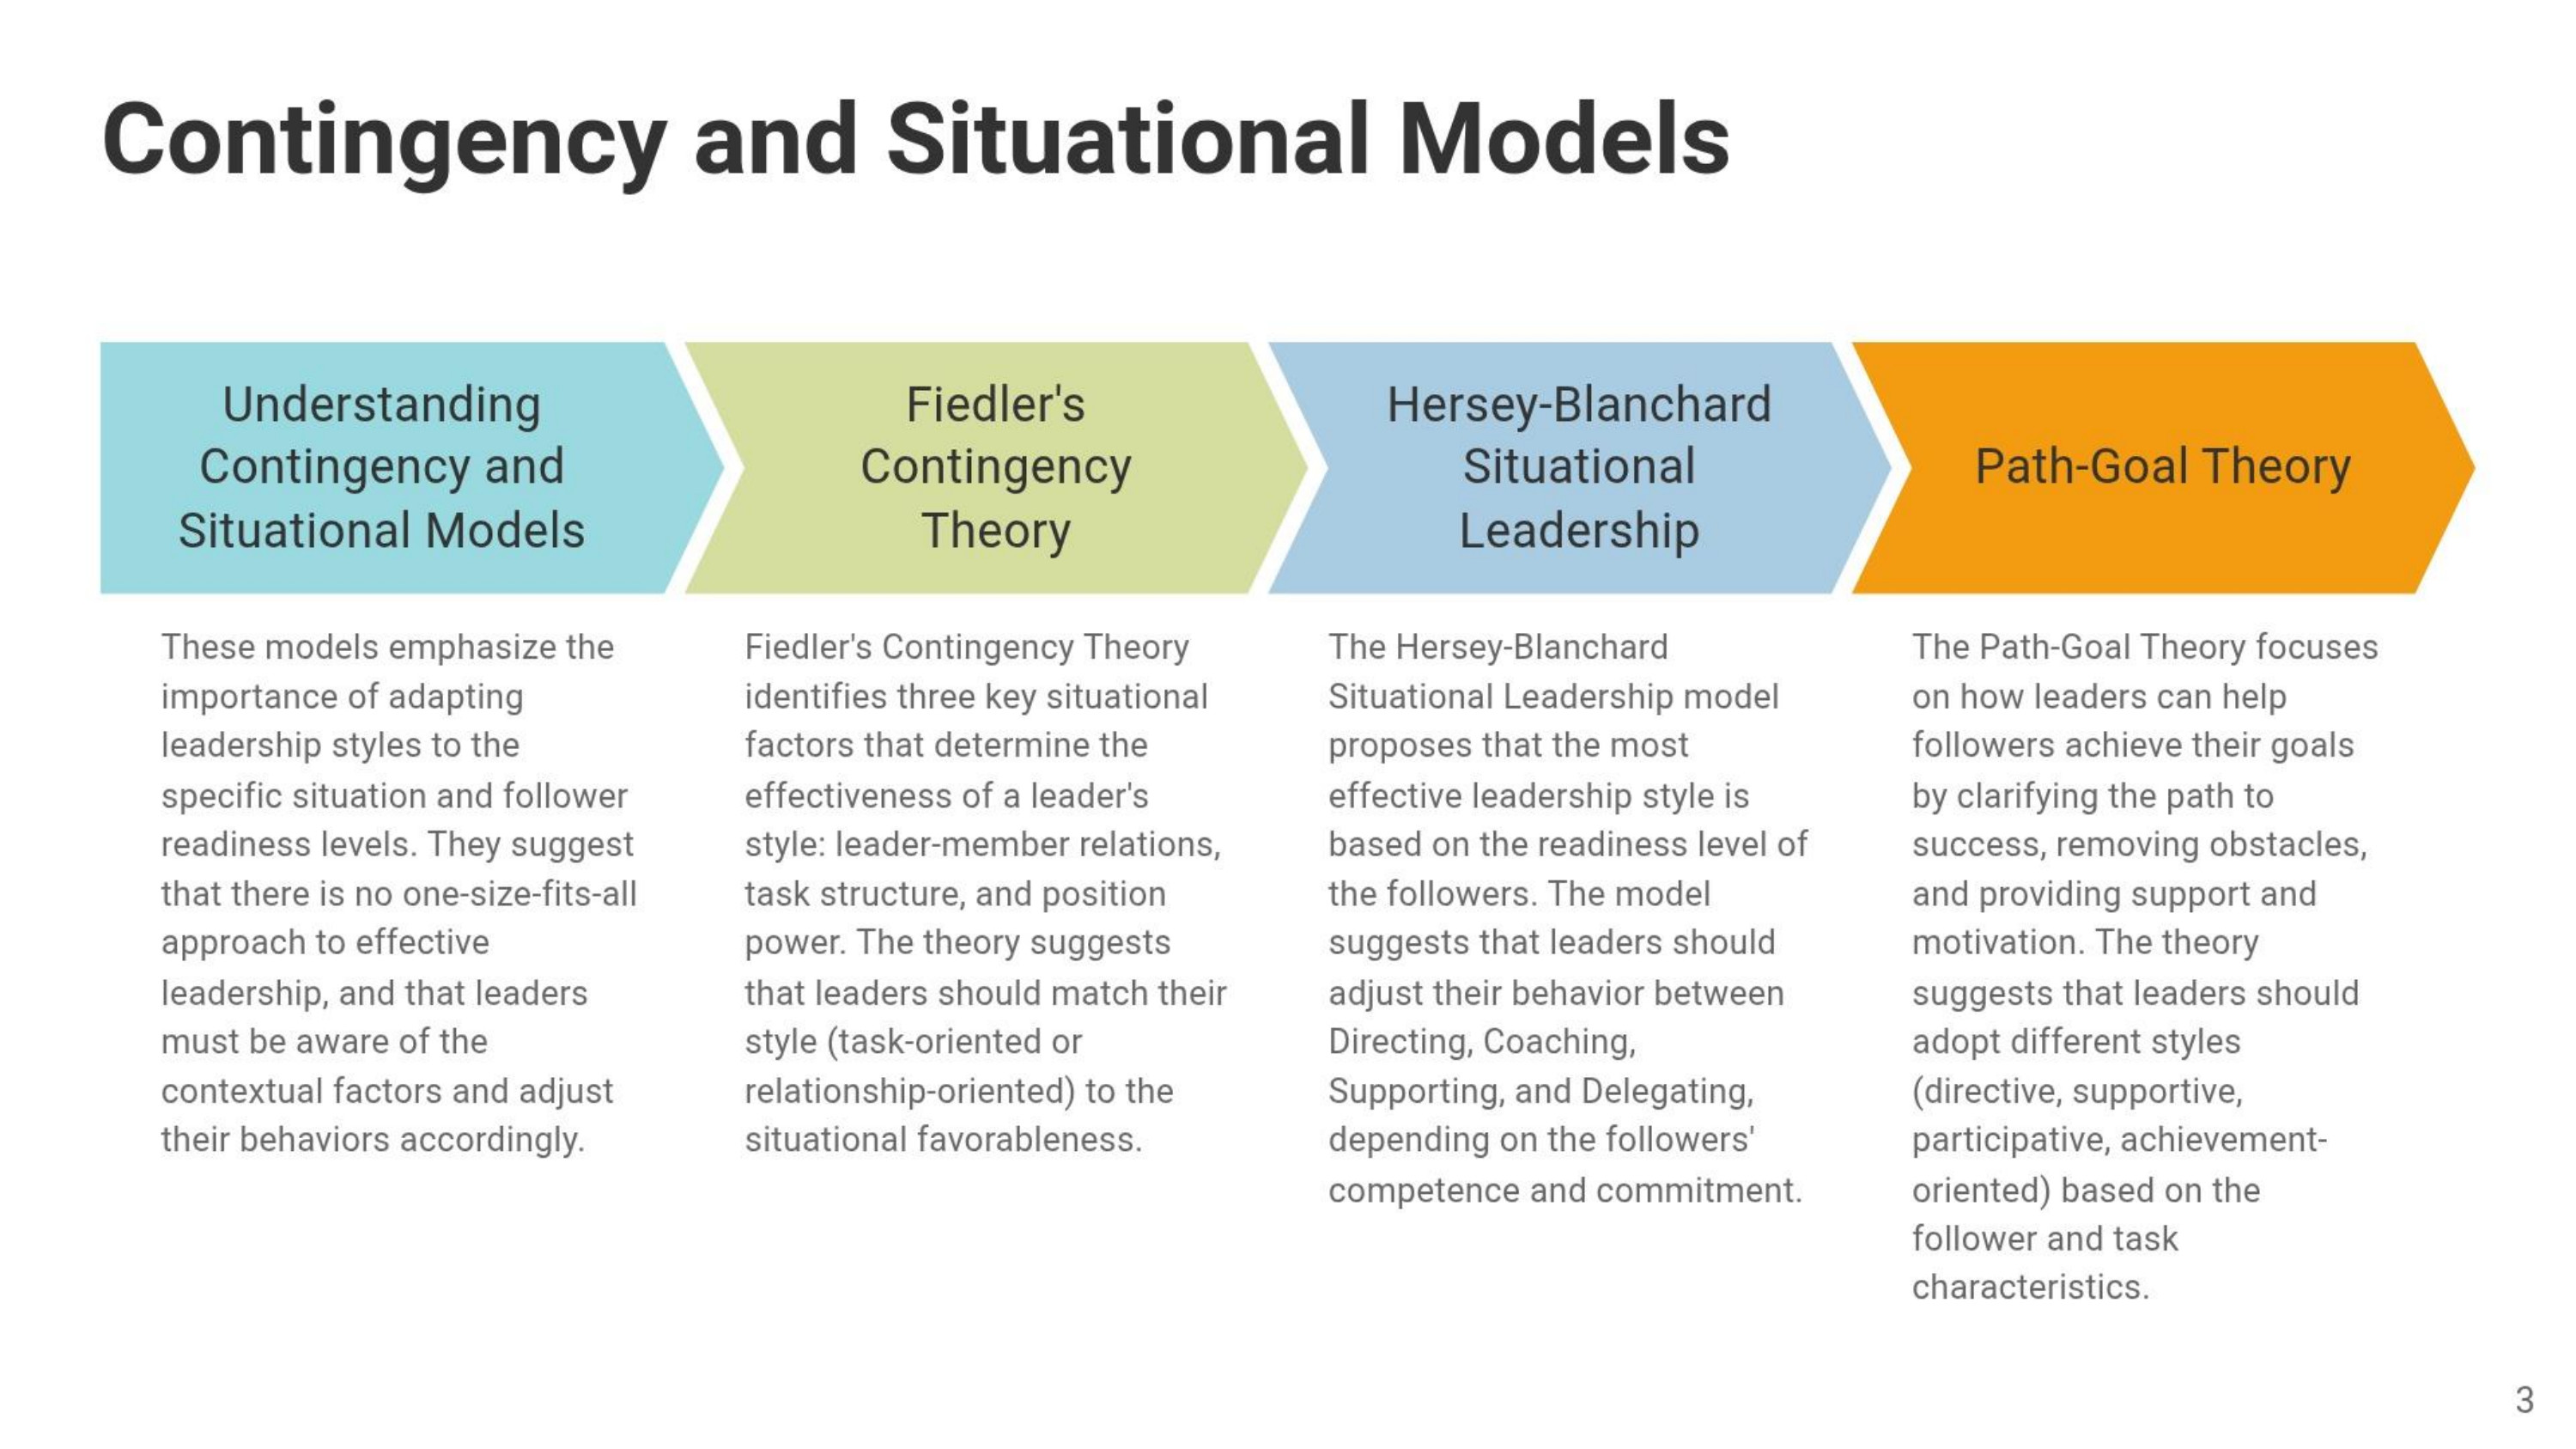 Contingency and Situational Models
Understanding
Contingency and
Situational Models
These models emphasize the
importance of adapting
leadership styles to the
specific situation and follower
readiness levels. They suggest
that there is no one-size-fits-all
approach to effective
leadership, and that leaders
must be aware of the
contextual factors and adjust
their behaviors accordingly.
Fiedler's
Contingency
Theory
Fiedler's Contingency Theory
identifies three key situational
factors that determine the
effectiveness of a leader's
style: leader-member relations,
task structure, and position
power. The theory suggests
that leaders should match their
style (task-oriented or
relationship-oriented) to the
situational favorableness.
Hersey-Blanchard
Situational
Leadership
The Hersey-Blanchard
Situational Leadership model
proposes that the most
effective leadership style is
based on the readiness level of
the followers. The model
suggests that leaders should
adjust their behavior between
Directing, Coaching,
Supporting, and Delegating,
depending on the followers'
competence and commitment.
Path-Goal Theory
The Path-Goal Theory focuses
on how leaders can help
followers achieve their goals
by clarifying the path to
success, removing obstacles,
and providing support and
motivation. The theory
suggests that leaders should
adopt different styles
(directive, supportive,
participative, achievement-
oriented) based on the
follower and task
characteristics.
3